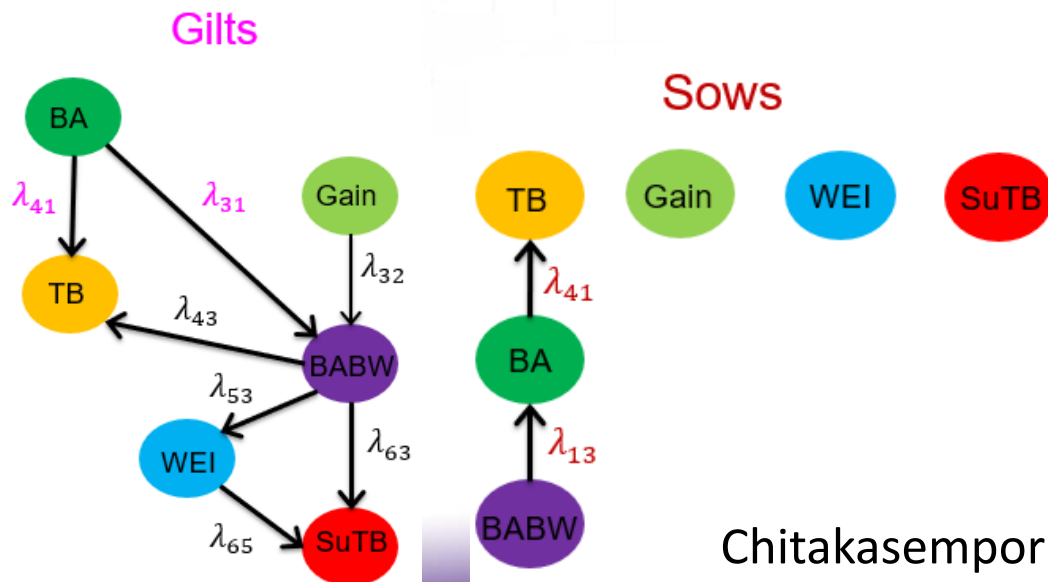 Gilts
BA
λ41
λ31
Gain
λ32
TB
λ43
BABW
λ53
λ63
WEI
λ65
SuTB
Sows
TB
Gain
WEI
SuTB
λ41
BA
λ13
BABW
Chitakasempor